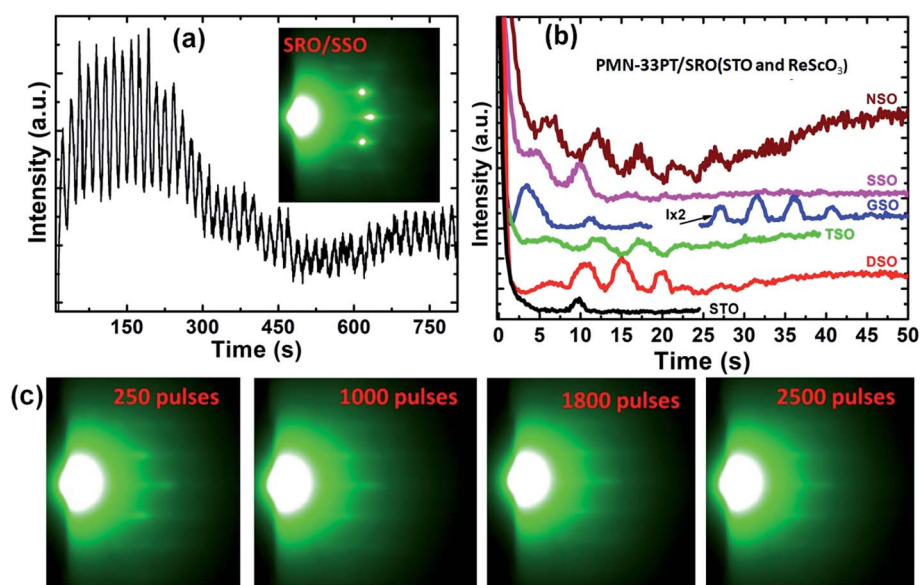 (a)
SRO/SSO
Intensity (a.u.)
150 300 450 600 750
Time (s)
(b)
PMN-33PT/SRO(STO and ReScO₃)
NSO
SSO
GSO
Ix2
TSO
DSO
STO
Intensity (a.u.)
0 5 10 15 20 25 30 35 40 45 50
Time (s)
(c)
250 pulses
1000 pulses
1800 pulses
2500 pulses